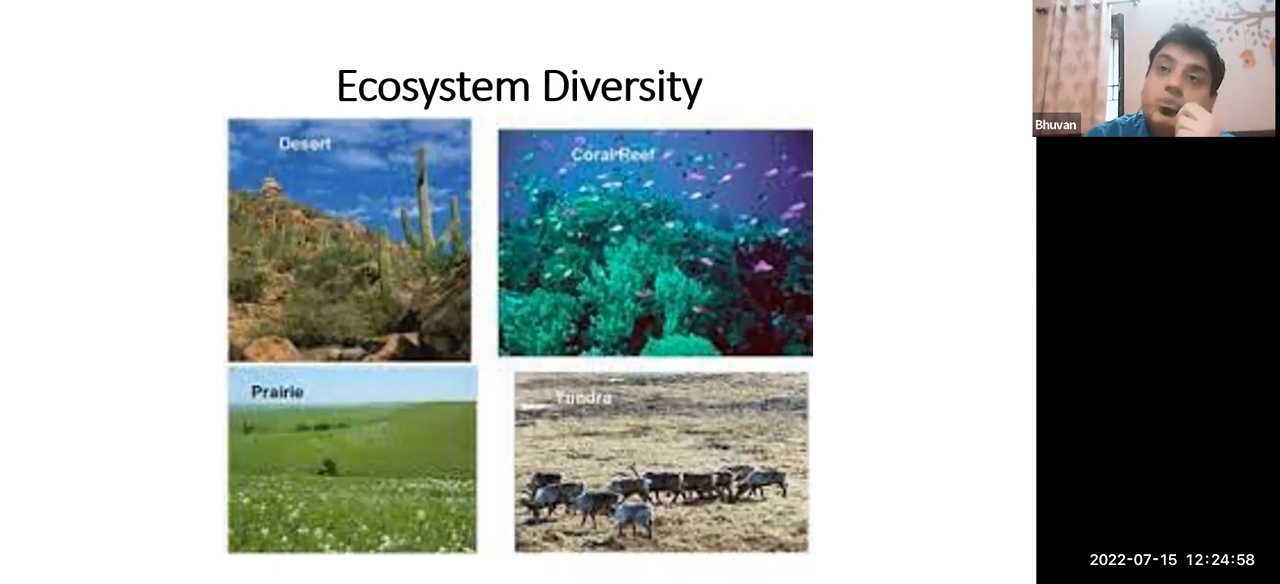 Ecosystem Diversity
Desert
Coral Reef
Prairie
Tundra
Bhuvan
2022-07-15 12:24:58